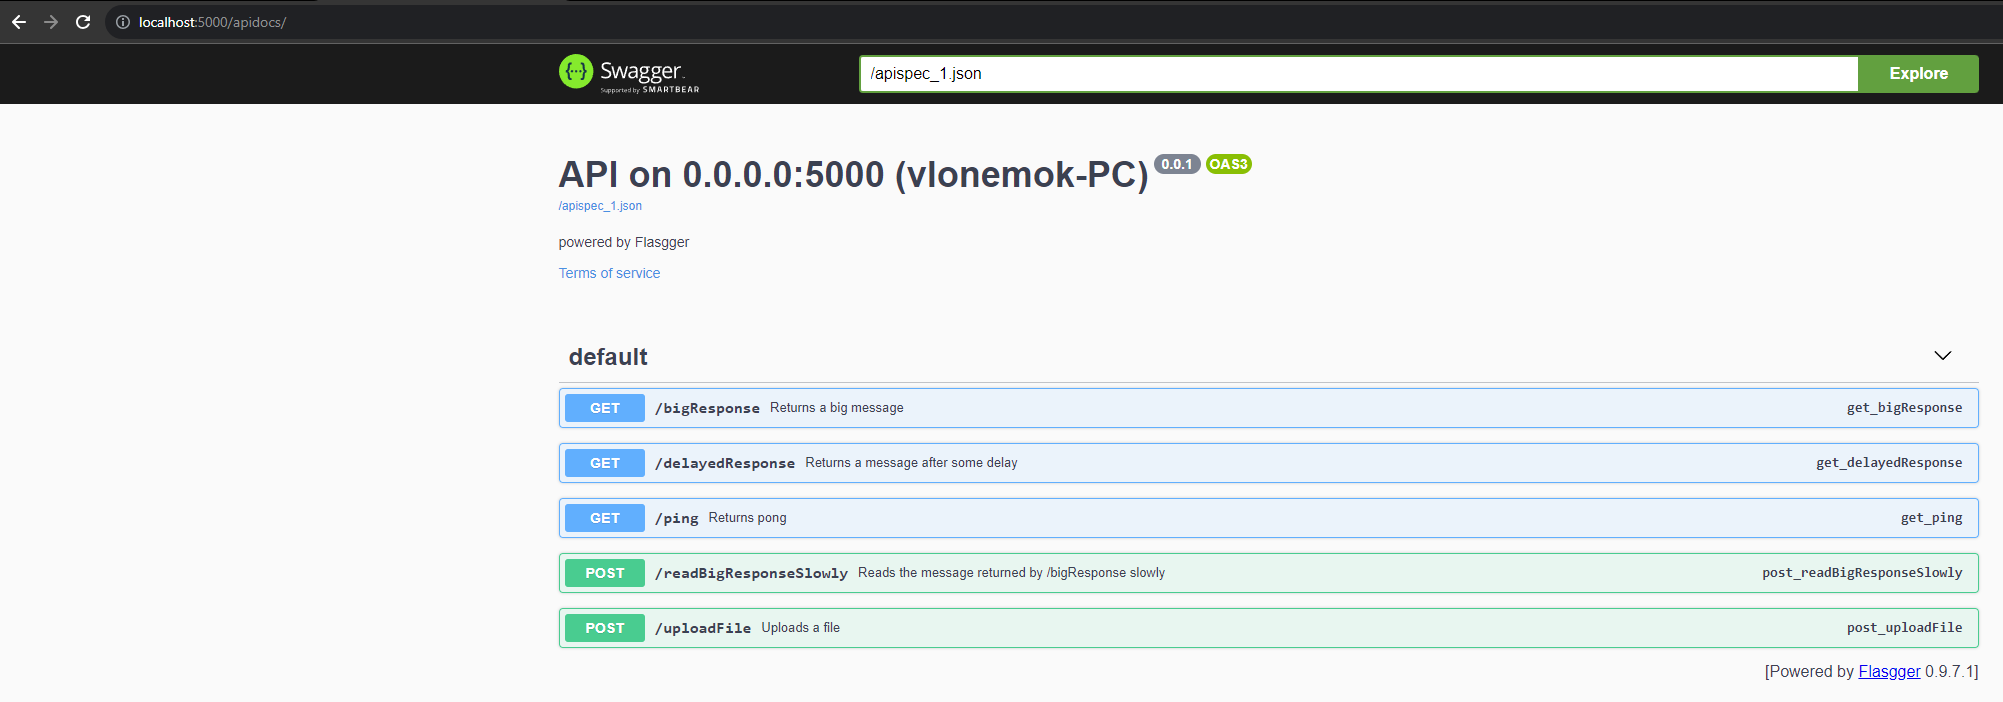 localhost:5000/apidocs/
Swagger
Supported by SMARTBEAR
/apispec_1.json
Explore
API on 0.0.0.0:5000 (vlonemok-PC) 0.0.1 OAS3
/apispec_1.json
powered by Flasgger
Terms of service
default
GET /bigResponse Returns a big message get_bigResponse
GET /delayedResponse Returns a message after some delay get_delayedResponse
GET /ping Returns pong get_ping
POST /readBigResponseSlowly Reads the message returned by /bigResponse slowly post_readBigResponseSlowly
POST /uploadFile Uploads a file post_uploadFile
[Powered by Flasgger 0.9.7.1]